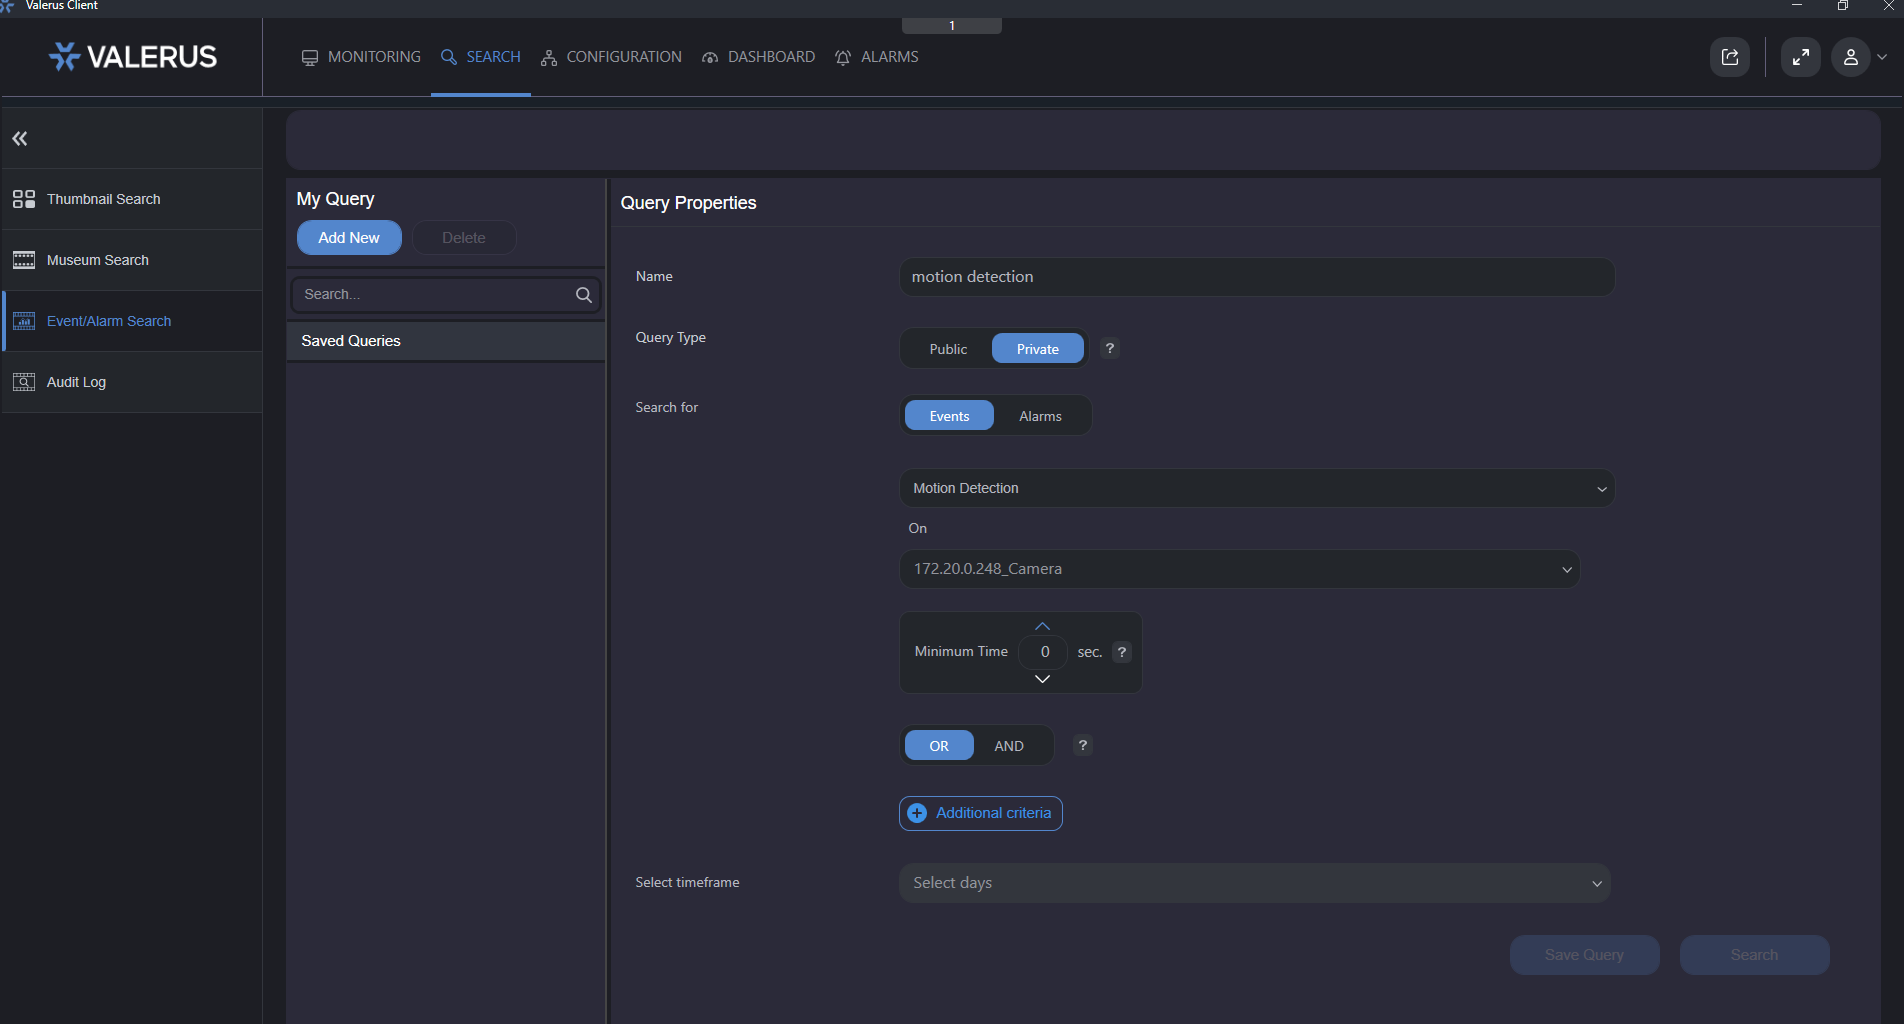 Valerus Client
1
VALERUS
MONITORING
SEARCH
CONFIGURATION
DASHBOARD
ALARMS
Thumbnail Search
Museum Search
Event/Alarm Search
Audit Log
My Query
Add New
Delete
Search...
Saved Queries
Query Properties
Name
motion detection
Query Type
Public
Private
?
Search for
Events
Alarms
Motion Detection
On
172.20.0.248_Camera
Minimum Time 0 sec. ?
OR
AND
?
Additional criteria
Select timeframe
Select days
Save Query
Search